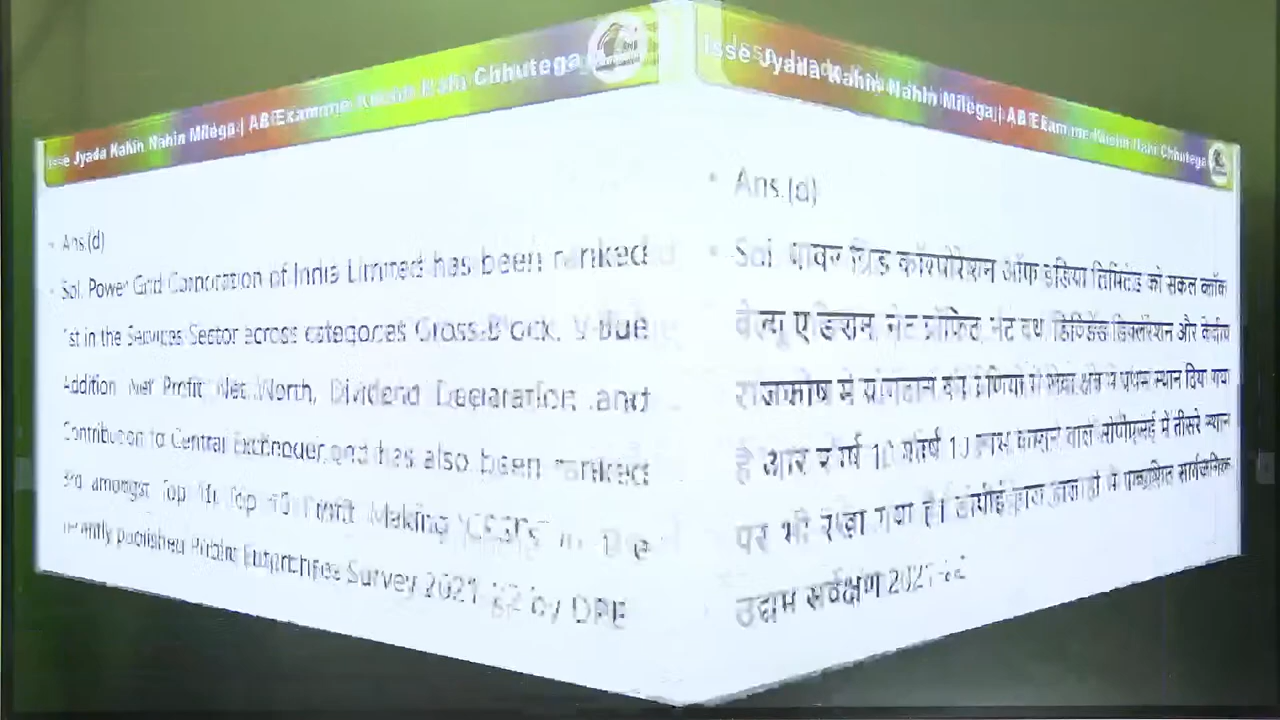 Isse Jyada Kahin Nahin Milega | AB Exam me Kuchh Nahi Chhutega
Ans.(d)
Sol. Power Grid Corporation of India Limited has been ranked
1st in the Services Sector across categories Gross Block, Value
Addition, Net Profit, Net Worth, Dividend Declaration and
Contribution to Central Exchequer and has also been ranked
3rd amongst Top 10 Profit Making CPSEs in the
recently published Public Enterprises Survey 2021-22 by DPE
Isse Jyada Kahin Nahin Milega | AB Exam me Kuchh Nahi Chhutega
Ans.(d)
Sol. पावर ग्रिड कॉरपोरेशन ऑफ इंडिया लिमिटेड को सकल ब्लॉक
वैल्यू एडिशन, नेट प्रॉफिट, नेट वर्थ डिविडेंड डिक्लेरेशन और केंद्रीय
राजकोष में योगदान की श्रेणियों में सेवा क्षेत्र में प्रथम स्थान दिया गया
है और शीर्ष 10 लाभ कमाने वाले सीपीएसई में तीसरे स्थान
पर भी रखा गया है। डीपीई द्वारा हाल ही में प्रकाशित सार्वजनिक
उद्यम सर्वेक्षण 2021-22